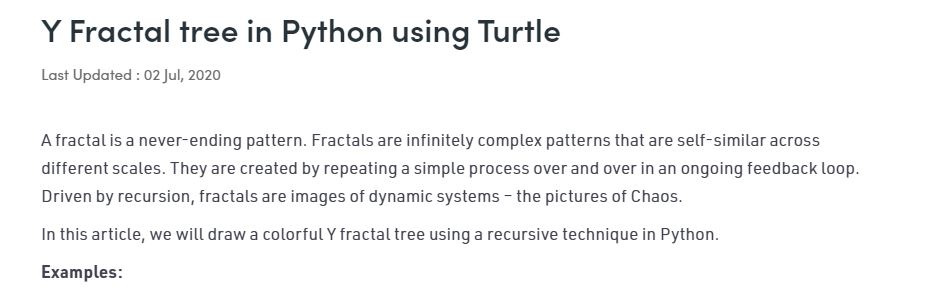 Y Fractal tree in Python using Turtle
Last Updated : 02 Jul, 2020
A fractal is a never-ending pattern. Fractals are infinitely complex patterns that are self-similar across
different scales. They are created by repeating a simple process over and over in an ongoing feedback loop.
Driven by recursion, fractals are images of dynamic systems – the pictures of Chaos.
In this article, we will draw a colorful Y fractal tree using a recursive technique in Python.
Examples: